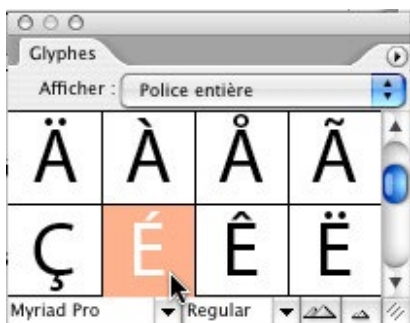 Glyphes
Afficher : Police entière
Ä À Å Ã
Ç É Ê Ë
Myriad Pro Regular